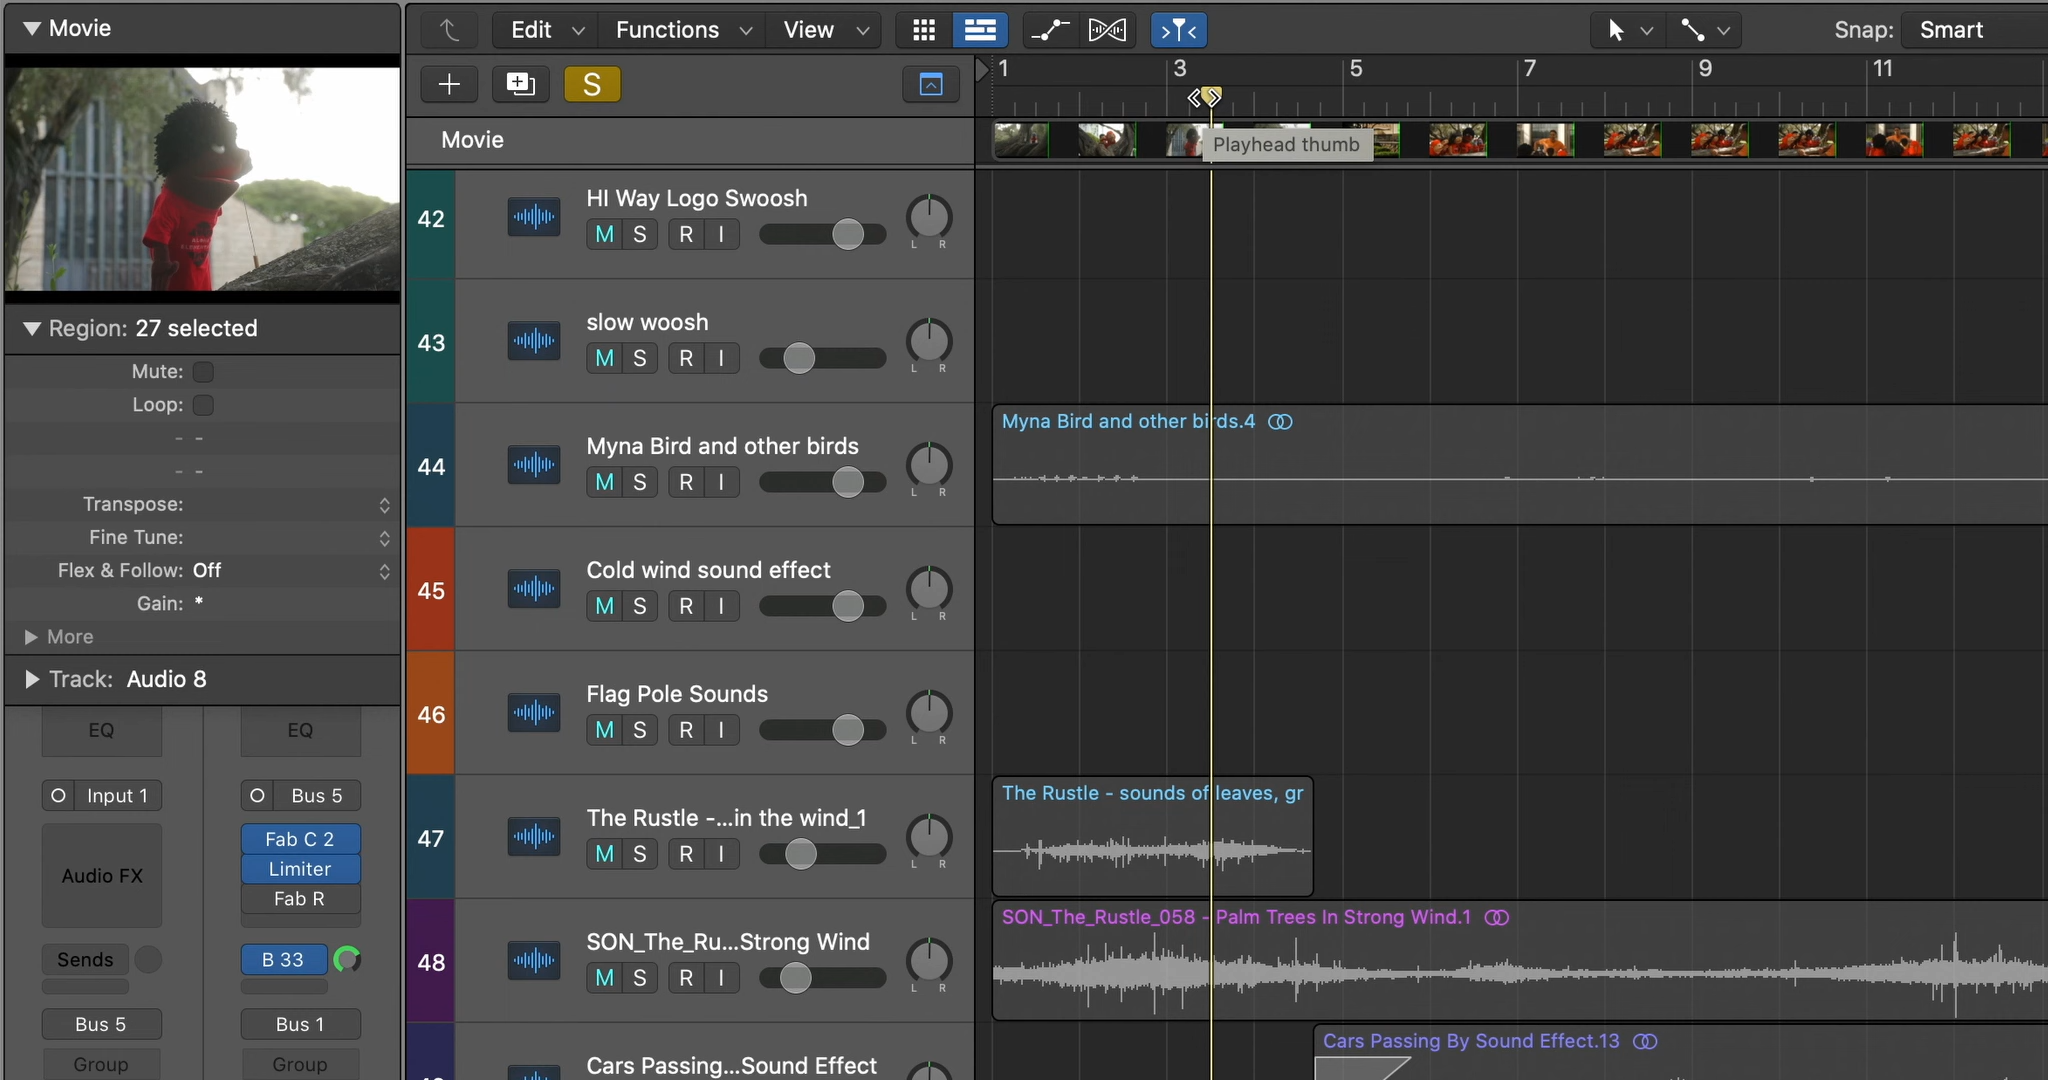 Movie
Edit
Functions
View
Snap: Smart
S
1
3
5
7
9
11
Movie
Playhead thumb
Region: 27 selected
Mute:
Loop:
- -
- -
Transpose:
Fine Tune:
Flex & Follow: Off
Gain: *
More
Track: Audio 8
EQ
EQ
Input 1
Bus 5
Audio FX
Fab C 2
Limiter
Fab R
Sends
B 33
Bus 5
Bus 1
Group
Group
42
HI Way Logo Swoosh
M S R I
L R
43
slow woosh
M S R I
L R
44
Myna Bird and other birds
M S R I
L R
Myna Bird and other birds.4
45
Cold wind sound effect
M S R I
L R
46
Flag Pole Sounds
M S R I
L R
47
The Rustle -...in the wind_1
M S R I
L R
The Rustle - sounds of leaves, gr
48
SON_The_Ru...Strong Wind
M S R I
L R
SON_The_Rustle_058 - Palm Trees In Strong Wind.1
Cars Passing...Sound Effect
Cars Passing By Sound Effect.13